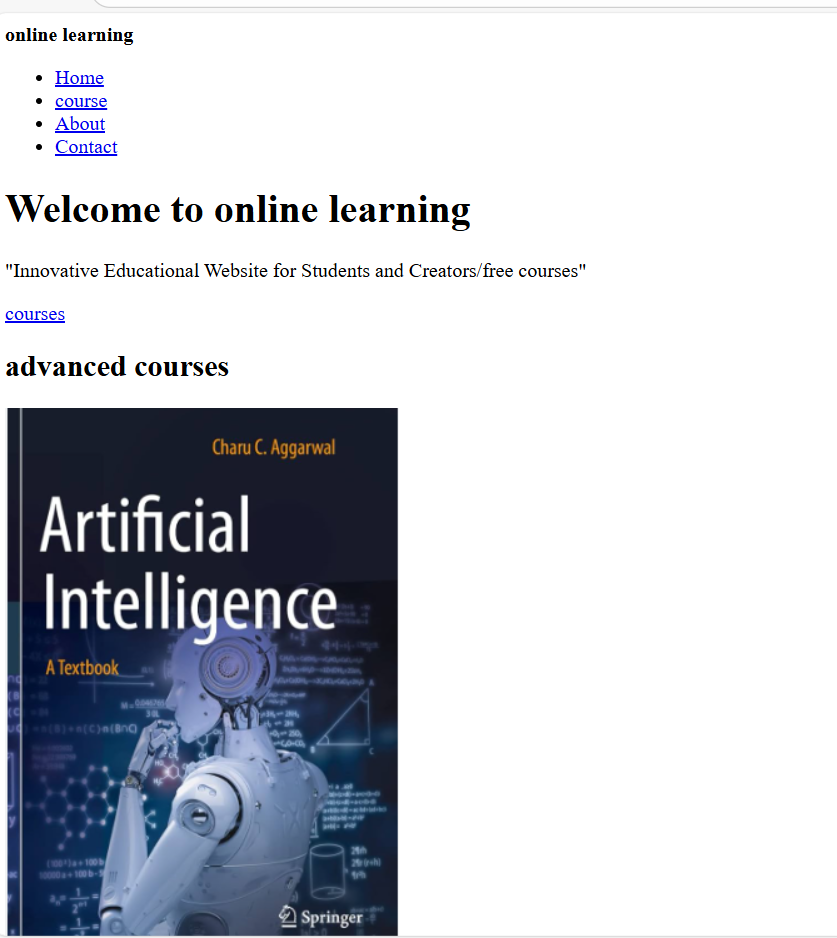 online learning
Home
course
About
Contact
Welcome to online learning
"Innovative Educational Website for Students and Creators/free courses"
courses
advanced courses
Charu C. Aggarwal
Artificial
Intelligence
A Textbook
Springer